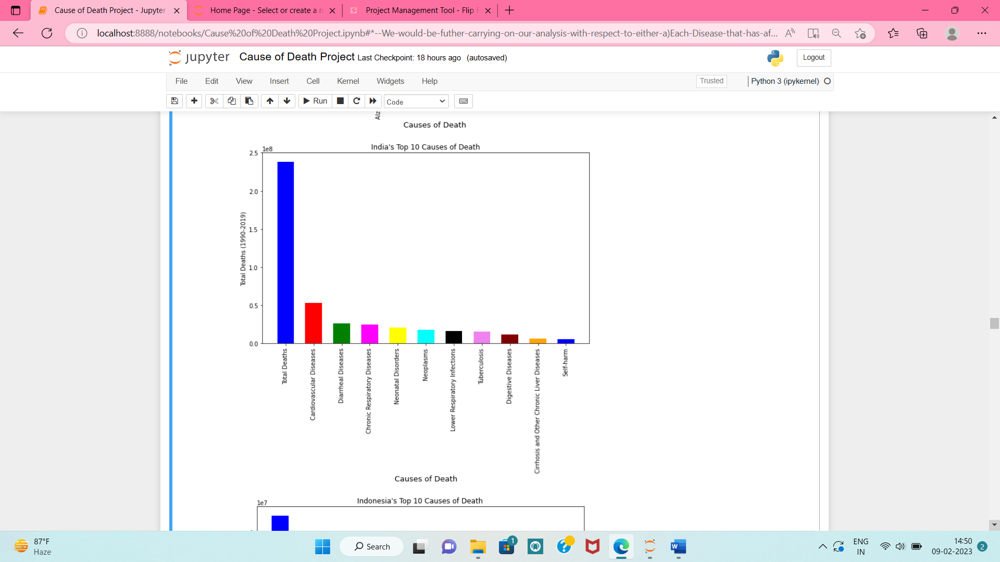 Cause of Death Project - Jupyter
Home Page - Select or create a n
Project Management Tool - Flip F
localhost:8888/notebooks/Cause%20of%20Death%20Project.ipynb#*--We-would-be-futher-carrying-on-our-analysis-with-respect-to-either-a)Each-Disease-that-has-af...
jupyter Cause of Death Project Last Checkpoint: 18 hours ago (autosaved)
Logout
File Edit View Insert Cell Kernel Widgets Help
Trusted
Python 3 (ipykernel)
Run
Code
Alz
Causes of Death
India's Top 10 Causes of Death
1e8
2.5
2.0
1.5
1.0
0.5
0.0
Total Deaths (1990-2019)
Total Deaths
Cardiovascular Diseases
Diarrheal Diseases
Chronic Respiratory Diseases
Neonatal Disorders
Neoplasms
Lower Respiratory Infections
Tuberculosis
Digestive Diseases
Cirrhosis and Other Chronic Liver Diseases
Self-harm
Causes of Death
Indonesia's Top 10 Causes of Death
1e7
87°F
Haze
Search
1
ENG
IN
14:50
09-02-2023
2